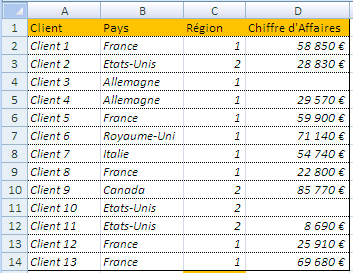 A B C D
1 Client Pays Région Chiffre d'Affaires
2 Client 1 France 1 58 850 €
3 Client 2 Etats-Unis 2 28 830 €
4 Client 3 Allemagne 1
5 Client 4 Allemagne 1 29 570 €
6 Client 5 France 1 59 900 €
7 Client 6 Royaume-Uni 1 71 140 €
8 Client 7 Italie 1 54 740 €
9 Client 8 France 1 22 800 €
10 Client 9 Canada 2 85 770 €
11 Client 10 Etats-Unis 2
12 Client 11 Etats-Unis 2 8 690 €
13 Client 12 France 1 25 910 €
14 Client 13 France 1 69 680 €